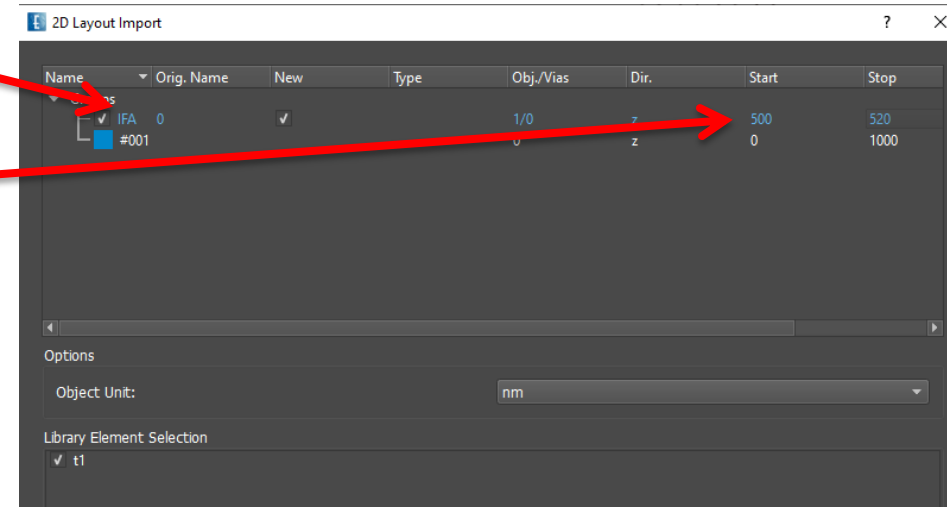 2D Layout Import ?
Name Orig. Name New Type Obj./Vias Dir. Start Stop
IFA 0 1/0 z 500 520
#001 0 z 0 1000
Options
Object Unit: nm
Library Element Selection
t1